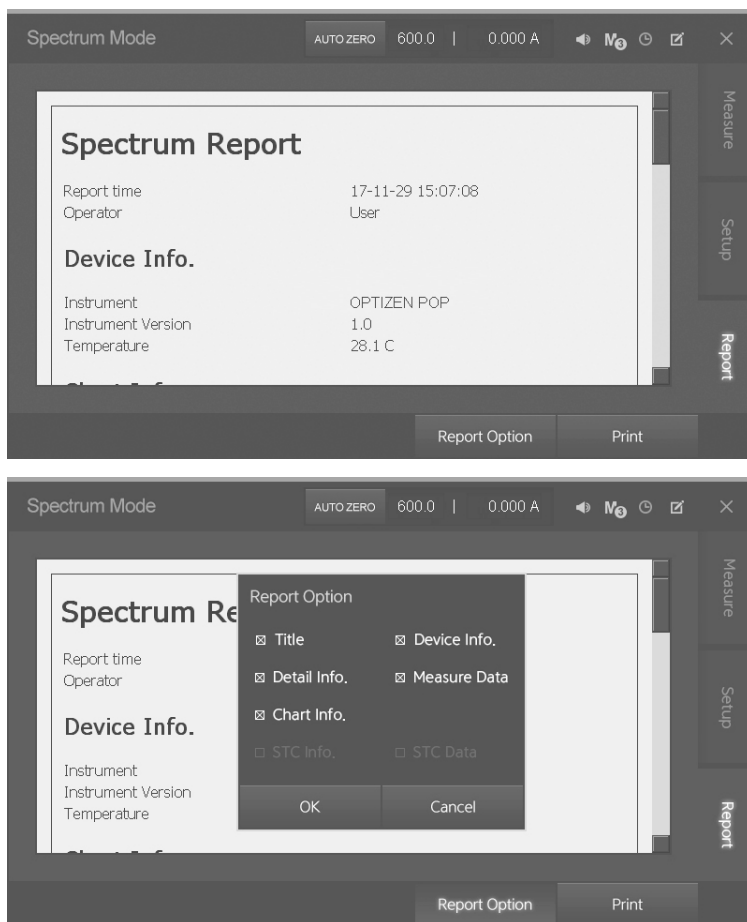 Spectrum Mode AUTO ZERO 600.0 | 0.000 A M3
Spectrum Report
Report time 17-11-29 15:07:08
Operator User
Device Info.
Instrument OPTIZEN POP
Instrument Version 1.0
Temperature 28.1 C
Measure
Setup
Report
Report Option Print
Spectrum Mode AUTO ZERO 600.0 | 0.000 A M3
Spectrum Re
Report time
Operator
Device Info.
Instrument
Instrument Version
Temperature
Report Option
Title Device Info.
Detail Info. Measure Data
Chart Info.
STC Info. STC Data
OK Cancel
Measure
Setup
Report
Report Option Print